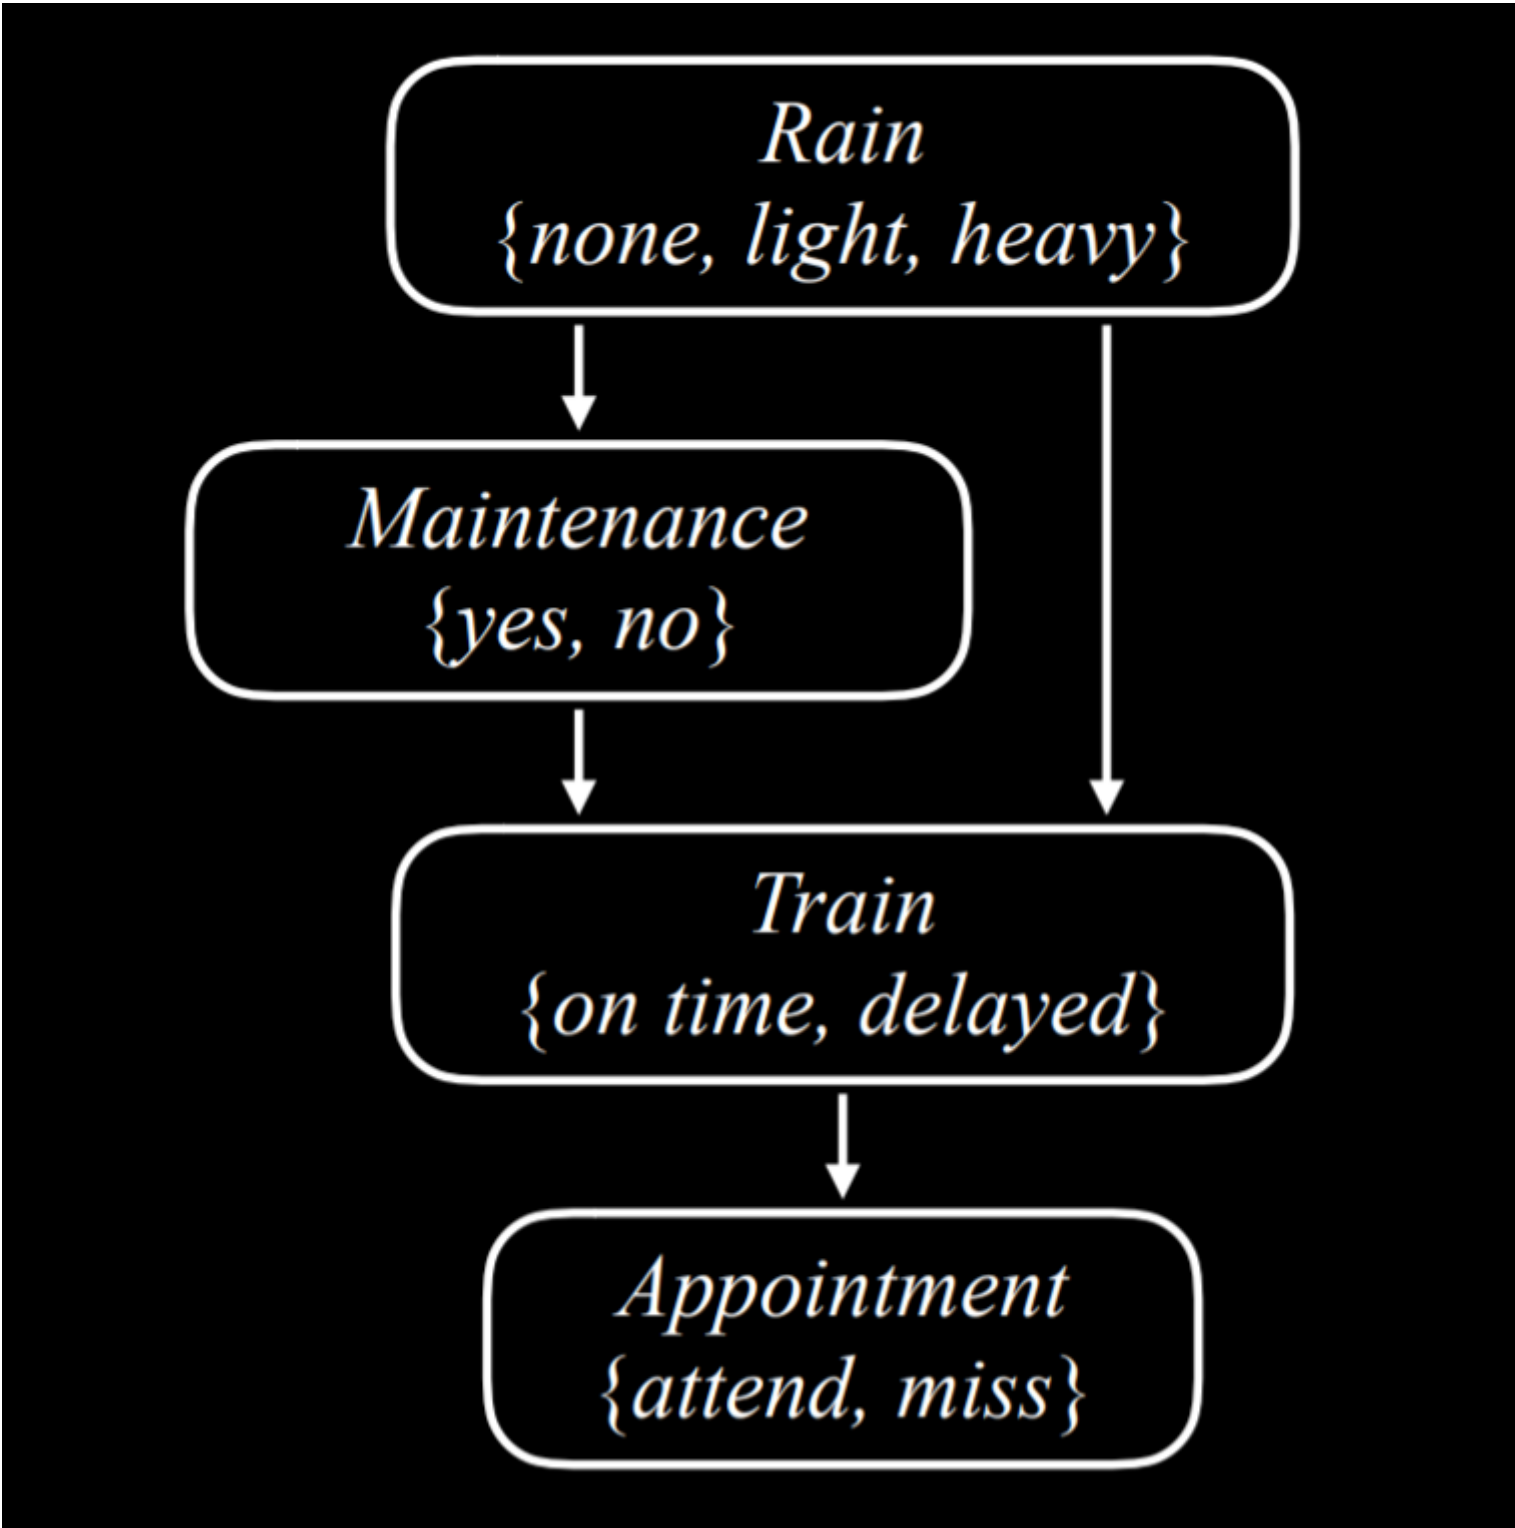 Rain
{none, light, heavy}
Maintenance
{yes, no}
Train
{on time, delayed}
Appointment
{attend, miss}